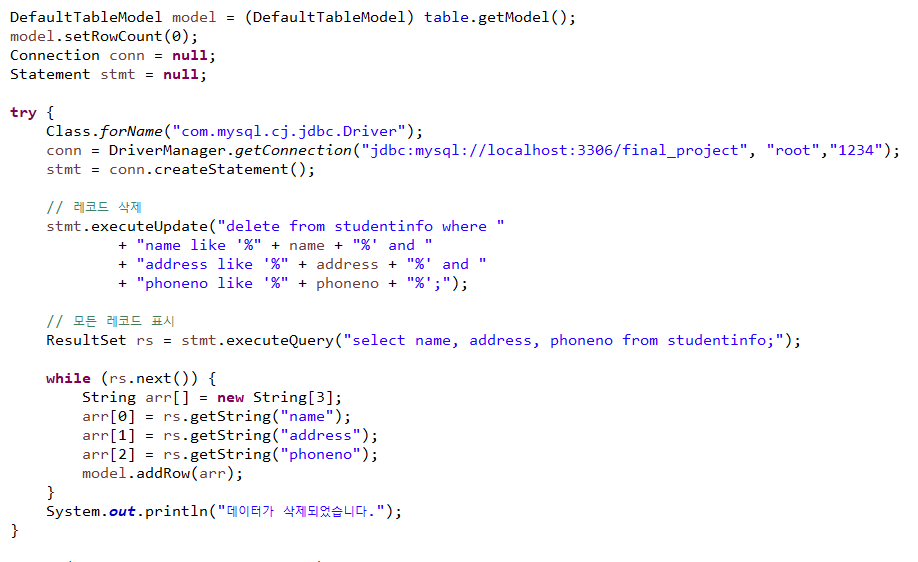 DefaultTableModel model = (DefaultTableModel) table.getModel();
model.setRowCount(0);
Connection conn = null;
Statement stmt = null;

try {
    Class.forName("com.mysql.cj.jdbc.Driver");
    conn = DriverManager.getConnection("jdbc:mysql://localhost:3306/final_project", "root","1234");
    stmt = conn.createStatement();

    // 레코드 삭제
    stmt.executeUpdate("delete from studentinfo where "
            + "name like '%" + name + "%' and "
            + "address like '%" + address + "%' and "
            + "phoneno like '%" + phoneno + "%';");

    // 모든 레코드 표시
    ResultSet rs = stmt.executeQuery("select name, address, phoneno from studentinfo;");

    while (rs.next()) {
        String arr[] = new String[3];
        arr[0] = rs.getString("name");
        arr[1] = rs.getString("address");
        arr[2] = rs.getString("phoneno");
        model.addRow(arr);
    }
    System.out.println("데이터가 삭제되었습니다.");
}